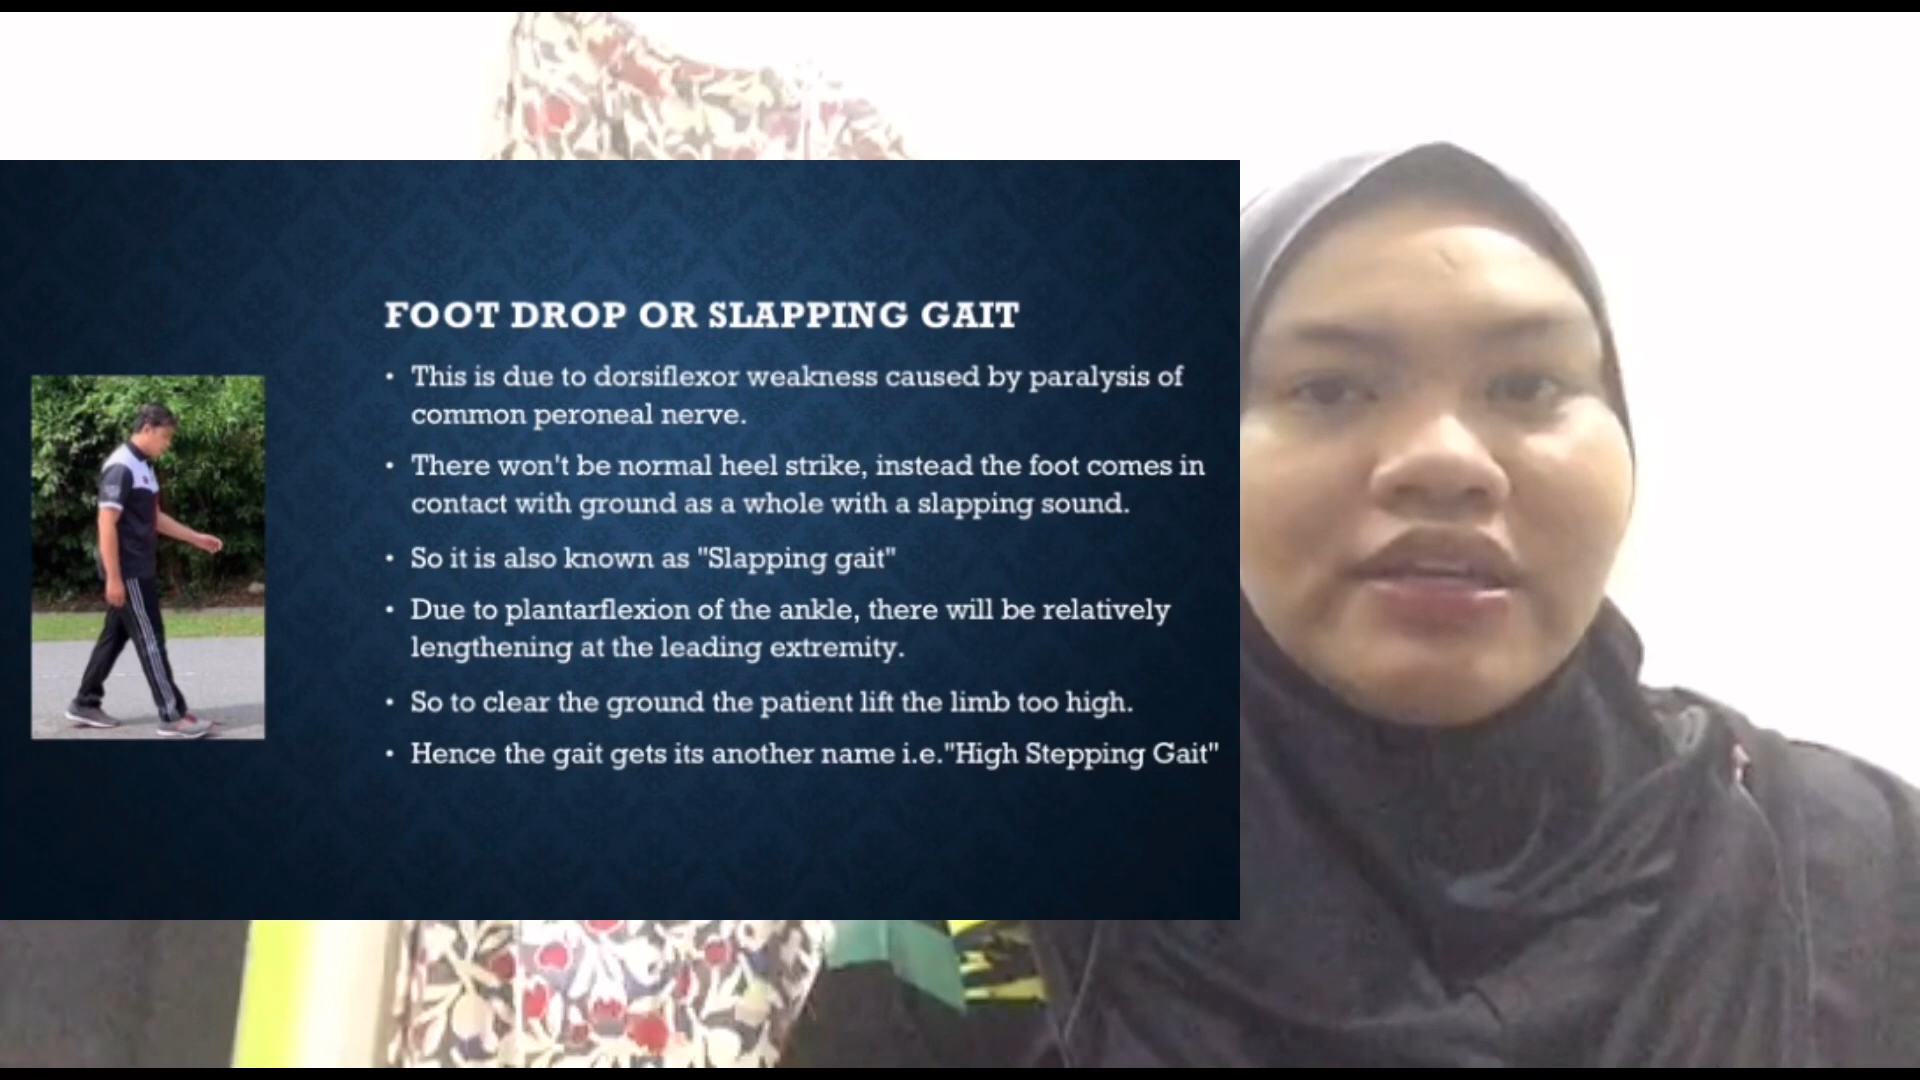 FOOT DROP OR SLAPPING GAIT
• This is due to dorsiflexor weakness caused by paralysis of
common peroneal nerve.
• There won't be normal heel strike, instead the foot comes in
contact with ground as a whole with a slapping sound.
• So it is also known as "Slapping gait"
• Due to plantarflexion of the ankle, there will be relatively
lengthening at the leading extremity.
• So to clear the ground the patient lift the limb too high.
• Hence the gait gets its another name i.e."High Stepping Gait"